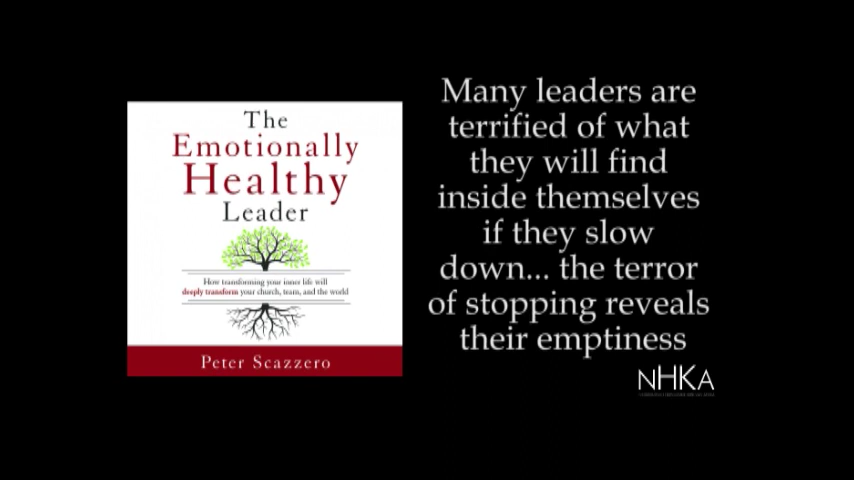 The
Emotionally
Healthy
Leader
How transforming your inner life will
deeply transform your church, team, and the world
Peter Scazzero
Many leaders are
terrified of what
they will find
inside themselves
if they slow
down... the terror
of stopping reveals
their emptiness
NHKA